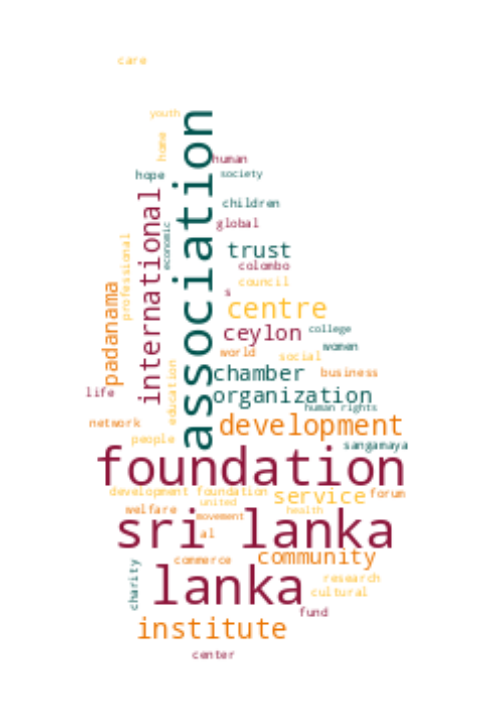 care
youth
home
association
human
hope
society
international
children
economic
global
professional
trust
colombo
padanama
council
s
centre
ceylon
college
women
world
social
education
chamber
business
life
organization
human rights
network
development
people
sangamaya
foundation
development foundation
service
forum
united
welfare
health
movement
sri lanka
al
commerce
community
charity
lanka
research
cultural
fund
institute
center